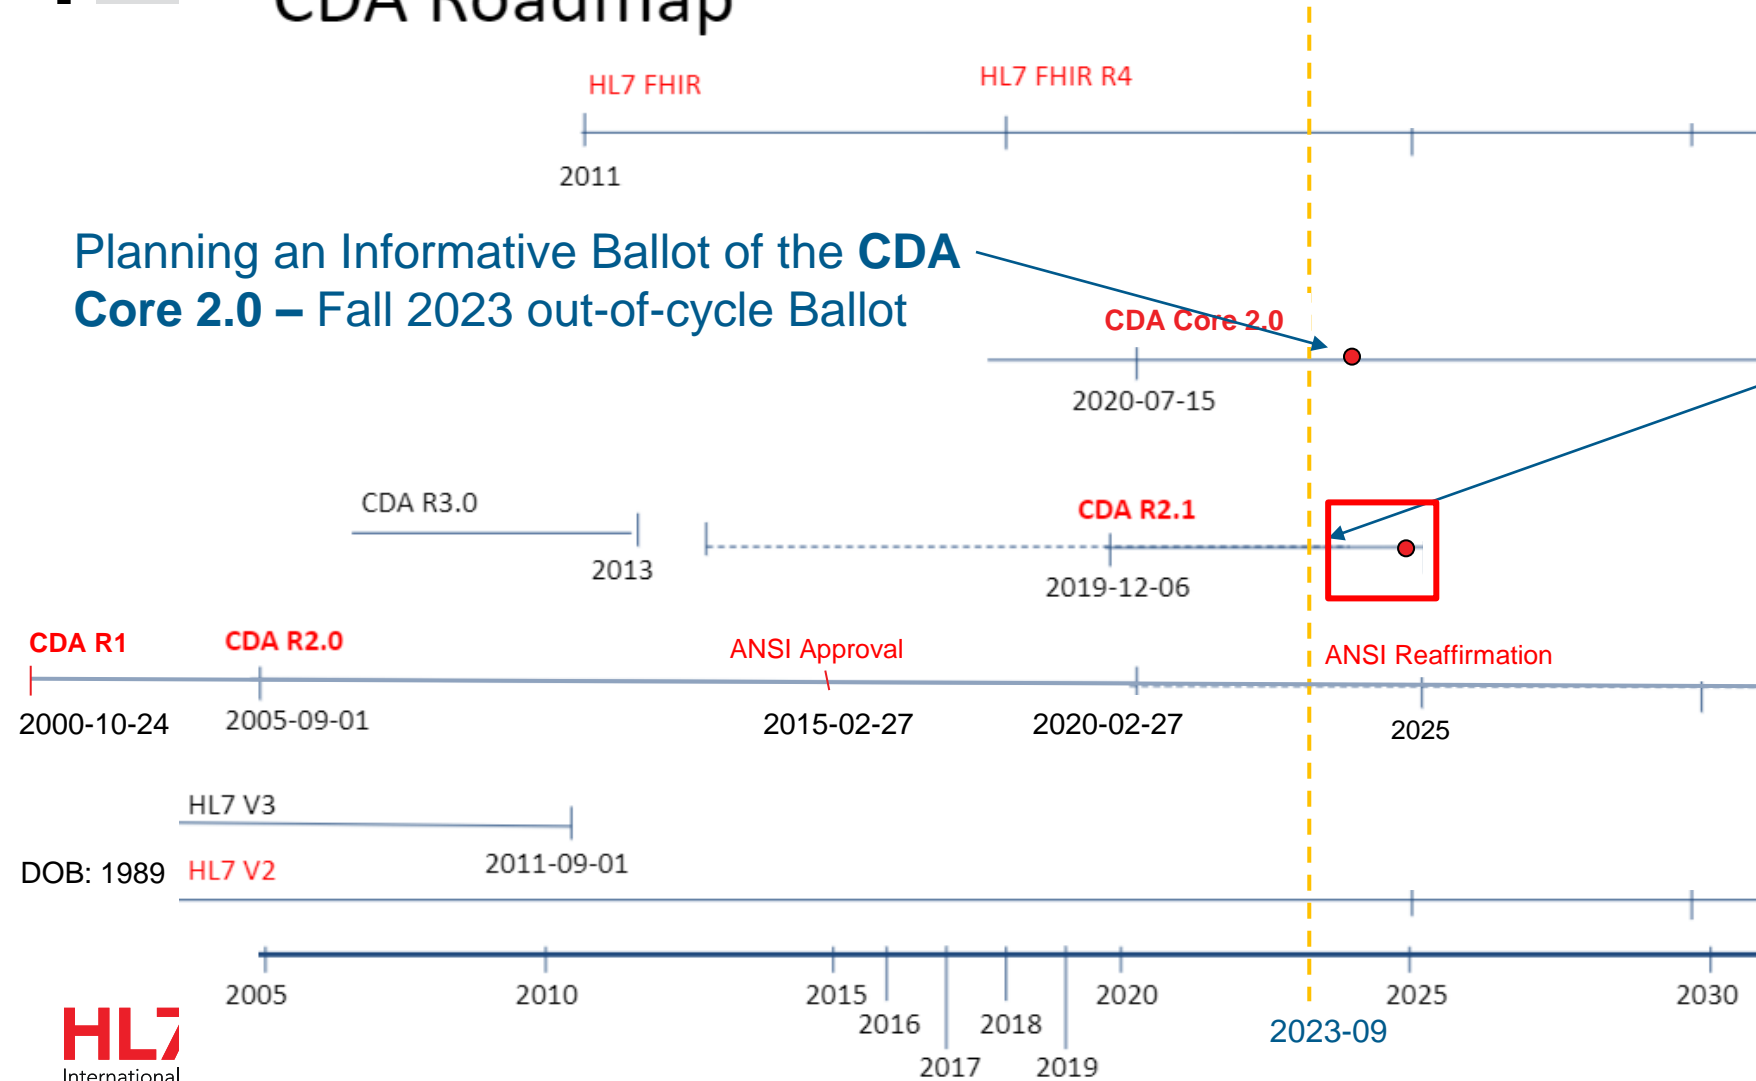 CDA Roadmap
HL7 FHIR
HL7 FHIR R4
2011
Planning an Informative Ballot of the CDA
Core 2.0 – Fall 2023 out-of-cycle Ballot
CDA Core 2.0
2020-07-15
CDA R3.0
2013
CDA R2.1
2019-12-06
CDA R1
CDA R2.0
ANSI Approval
ANSI Reaffirmation
2000-10-24
2005-09-01
2015-02-27
2020-02-27
2025
HL7 V3
2011-09-01
DOB: 1989
HL7 V2
2005
2010
2015
2016
2017
2018
2019
2020
2023-09
2025
2030
HL7
International